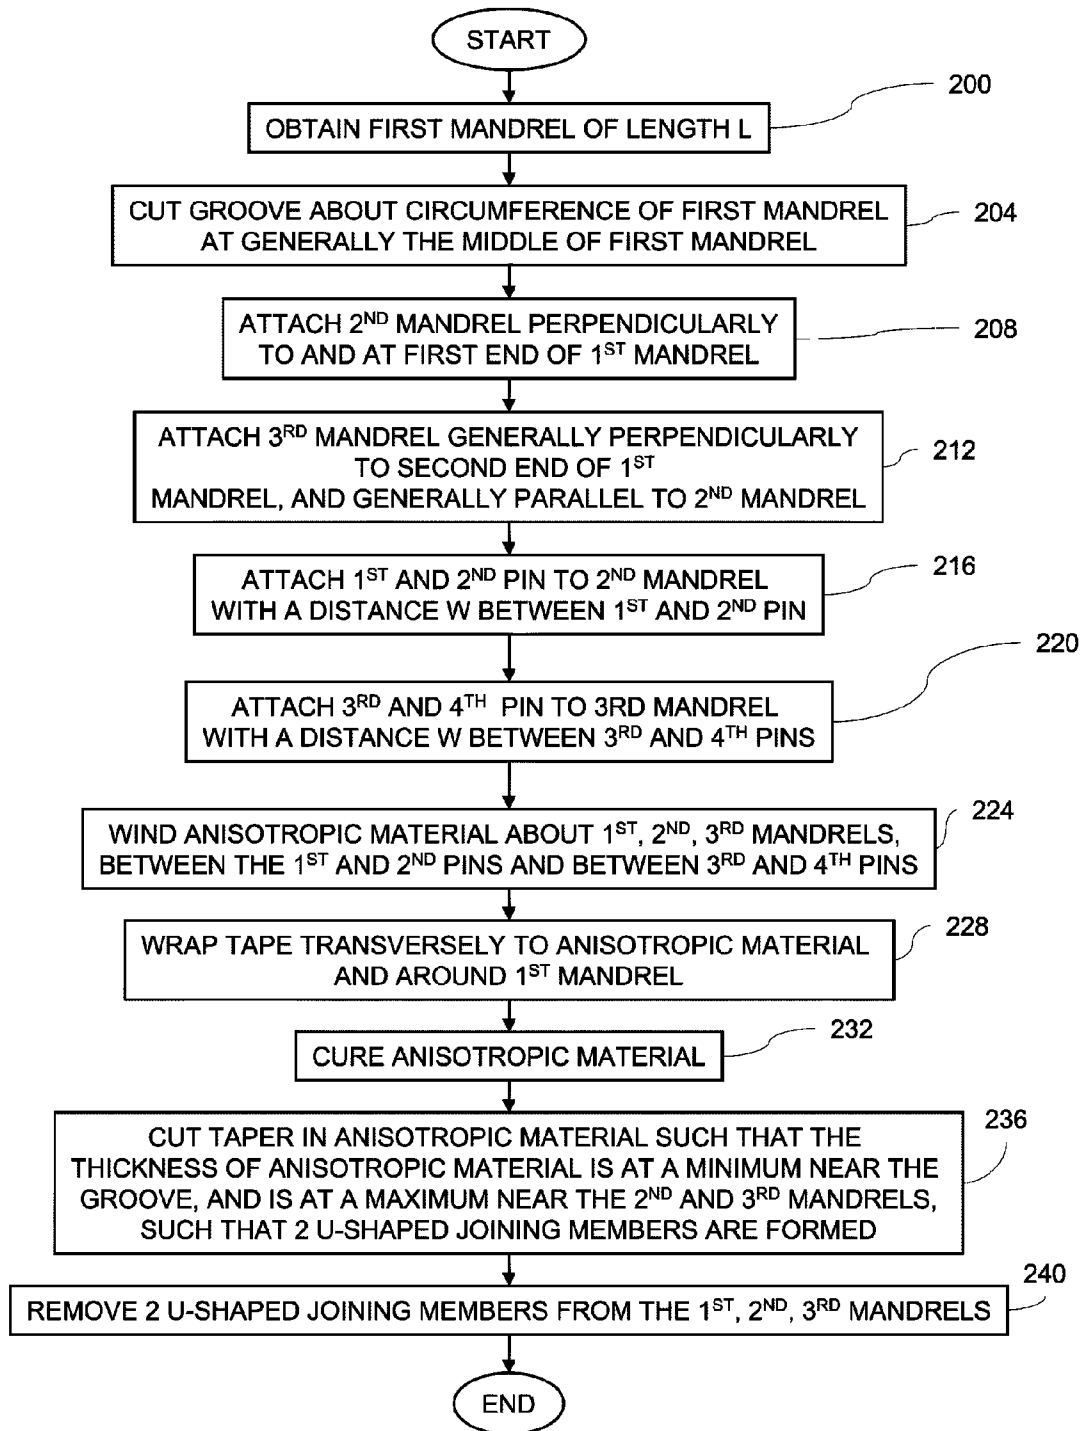 START
200
OBTAIN FIRST MANDREL OF LENGTH L
CUT GROOVE ABOUT CIRCUMFERENCE OF FIRST MANDREL
AT GENERALLY THE MIDDLE OF FIRST MANDREL
204
ATTACH 2ND MANDREL PERPENDICULARLY
TO AND AT FIRST END OF 1ST MANDREL
208
ATTACH 3RD MANDREL GENERALLY PERPENDICULARLY
TO SECOND END OF 1ST
MANDREL, AND GENERALLY PARALLEL TO 2ND MANDREL
212
ATTACH 1ST AND 2ND PIN TO 2ND MANDREL
WITH A DISTANCE W BETWEEN 1ST AND 2ND PIN
216
ATTACH 3RD AND 4TH PIN TO 3RD MANDREL
WITH A DISTANCE W BETWEEN 3RD AND 4TH PINS
220
WIND ANISOTROPIC MATERIAL ABOUT 1ST, 2ND, 3RD MANDRELS,
BETWEEN THE 1ST AND 2ND PINS AND BETWEEN 3RD AND 4TH PINS
224
WRAP TAPE TRANSVERSELY TO ANISOTROPIC MATERIAL
AND AROUND 1ST MANDREL
228
CURE ANISOTROPIC MATERIAL
232
CUT TAPER IN ANISOTROPIC MATERIAL SUCH THAT THE
THICKNESS OF ANISOTROPIC MATERIAL IS AT A MINIMUM NEAR THE
GROOVE, AND IS AT A MAXIMUM NEAR THE 2ND AND 3RD MANDRELS,
SUCH THAT 2 U-SHAPED JOINING MEMBERS ARE FORMED
236
REMOVE 2 U-SHAPED JOINING MEMBERS FROM THE 1ST, 2ND, 3RD MANDRELS
240
END